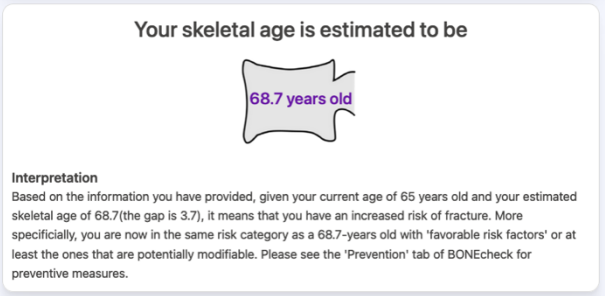 Your skeletal age is estimated to be
68.7 years old
Interpretation
Based on the information you have provided, given your current age of 65 years old and your estimated
skeletal age of 68.7(the gap is 3.7), it means that you have an increased risk of fracture. More
specificially, you are now in the same risk category as a 68.7-years old with 'favorable risk factors' or at
least the ones that are potentially modifiable. Please see the 'Prevention' tab of BONEcheck for
preventive measures.